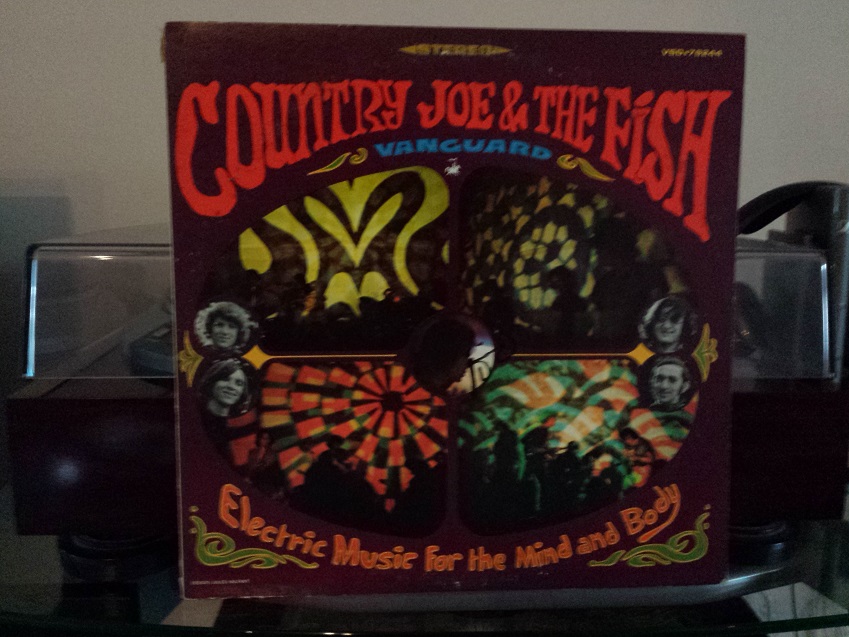 STEREO
VSD-79244
COUNTRY JOE & THE FISH
VANGUARD
Electric Music For the Mind and Body